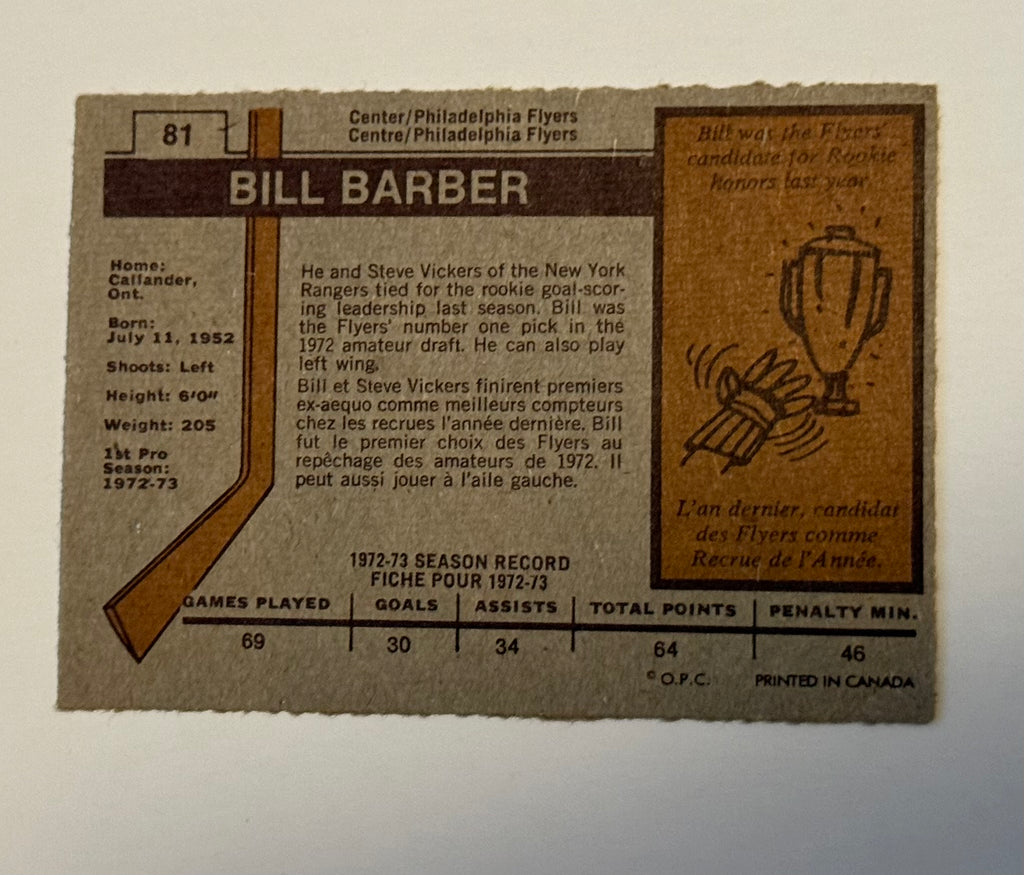 81
Center/Philadelphia Flyers
Centre/Philadelphia Flyers
BILL BARBER
Home:
Callander,
Ont.
Born:
July 11, 1952
Shoots: Left
Height: 6'0"
Weight: 205
1st Pro
Season:
1972-73
He and Steve Vickers of the New York
Rangers tied for the rookie goal-scor-
ing leadership last season. Bill was
the Flyers' number one pick in the
1972 amateur draft. He can also play
left wing.
Bill et Steve Vickers finirent premiers
ex-aequo comme meilleurs compteurs
chez les recrues l'année dernière. Bill
fut le premier choix des Flyers au
repêchage des amateurs de 1972. Il
peut aussi jouer à l'aile gauche.
Bill was the Flyers'
candidate for Rookie
honors last year.
L'an dernier, candidat
des Flyers comme
Recrue de l'Année.
1972-73 SEASON RECORD
FICHE POUR 1972-73
GAMES PLAYED GOALS ASSISTS TOTAL POINTS PENALTY MIN.
69 30 34 64 46
© O.P.C. PRINTED IN CANADA